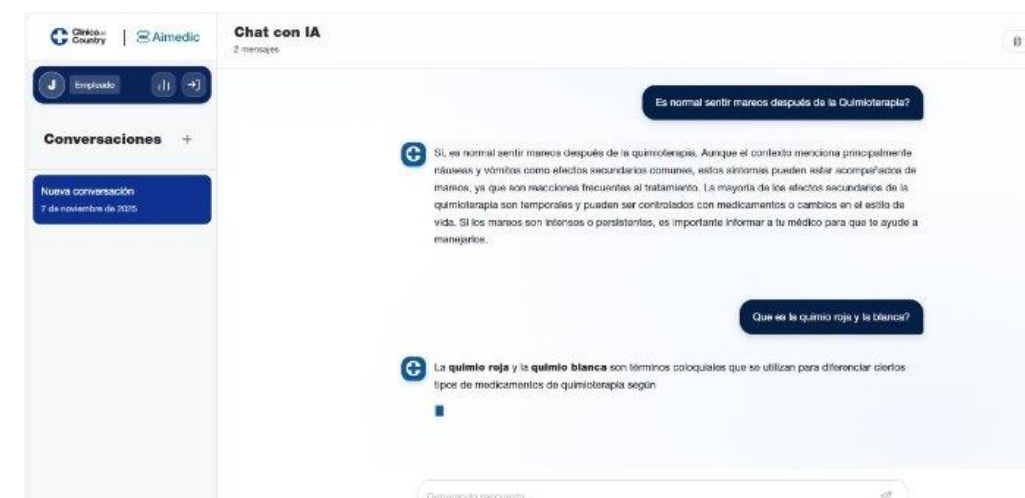 Clínica del
Country
Aimedic
Chat con IA
2 mensajes
J
Empleado
Conversaciones +
Nueva conversación
7 de noviembre de 2025
Es normal sentir mareos después de la Quimioterapia?
Sí, es normal sentir mareos después de la quimioterapia. Aunque el contexto menciona principalmente
náuseas y vómitos como efectos secundarios comunes, estos síntomas pueden estar acompañados de
mareos, ya que son reacciones frecuentes al tratamiento. La mayoría de los efectos secundarios de la
quimioterapia son temporales y pueden ser controlados con medicamentos o cambios en el estilo de
vida. Si los mareos son intensos o persistentes, es importante informar a tu médico para que te ayude a
manejarlos.
Que es la quimio roja y la blanca?
La quimio roja y la quimio blanca son términos coloquiales que se utilizan para diferenciar ciertos
tipos de medicamentos de quimioterapia según
Generando respuesta...